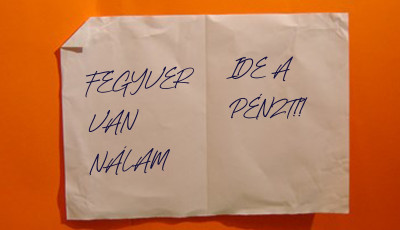 FEGYVER
VAN
NÁLAM
IDE A
PÉNZT!!!